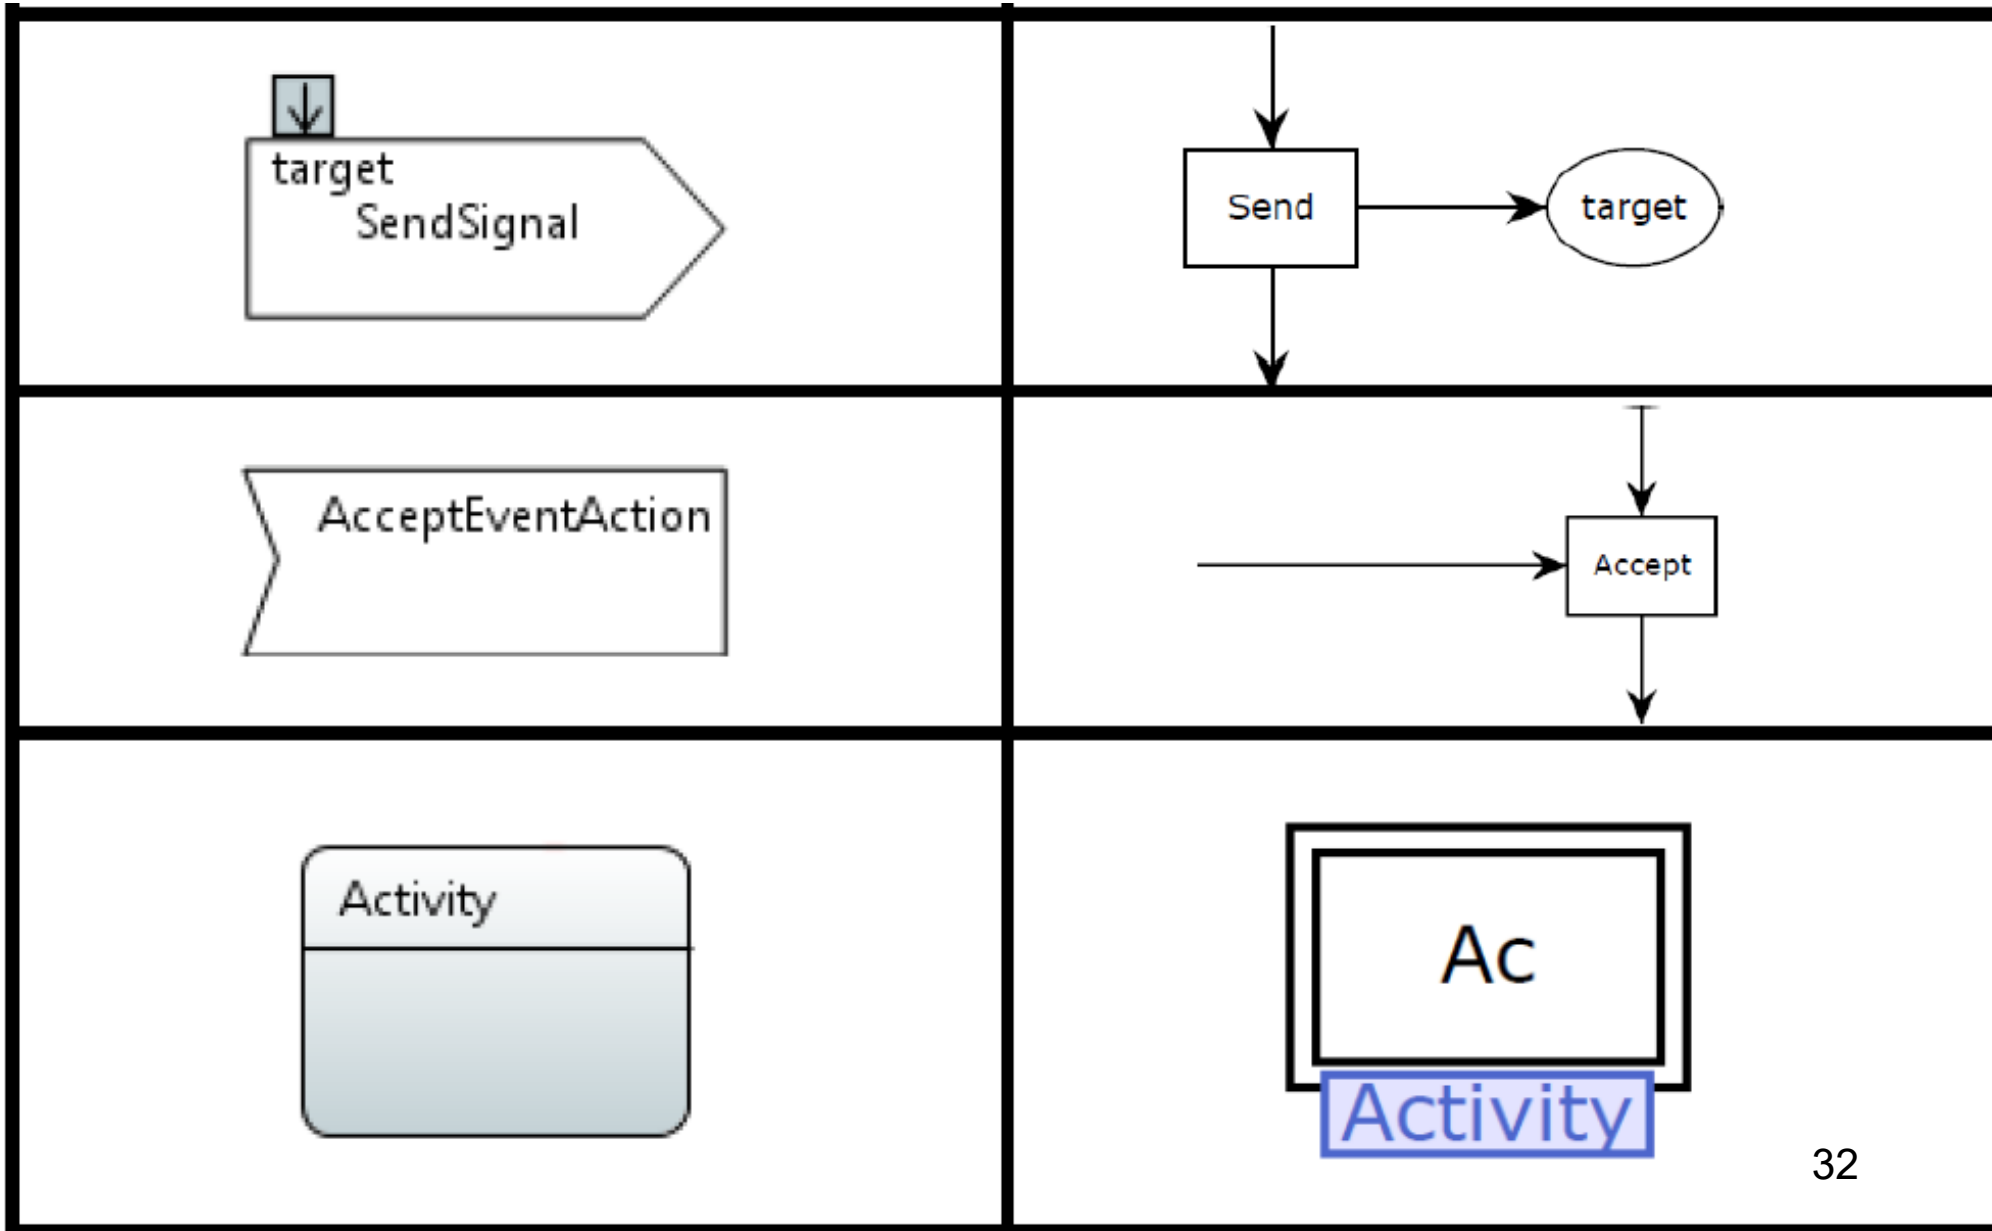 target
SendSignal
Send
target
AcceptEventAction
Accept
Activity
Ac
Activity
32